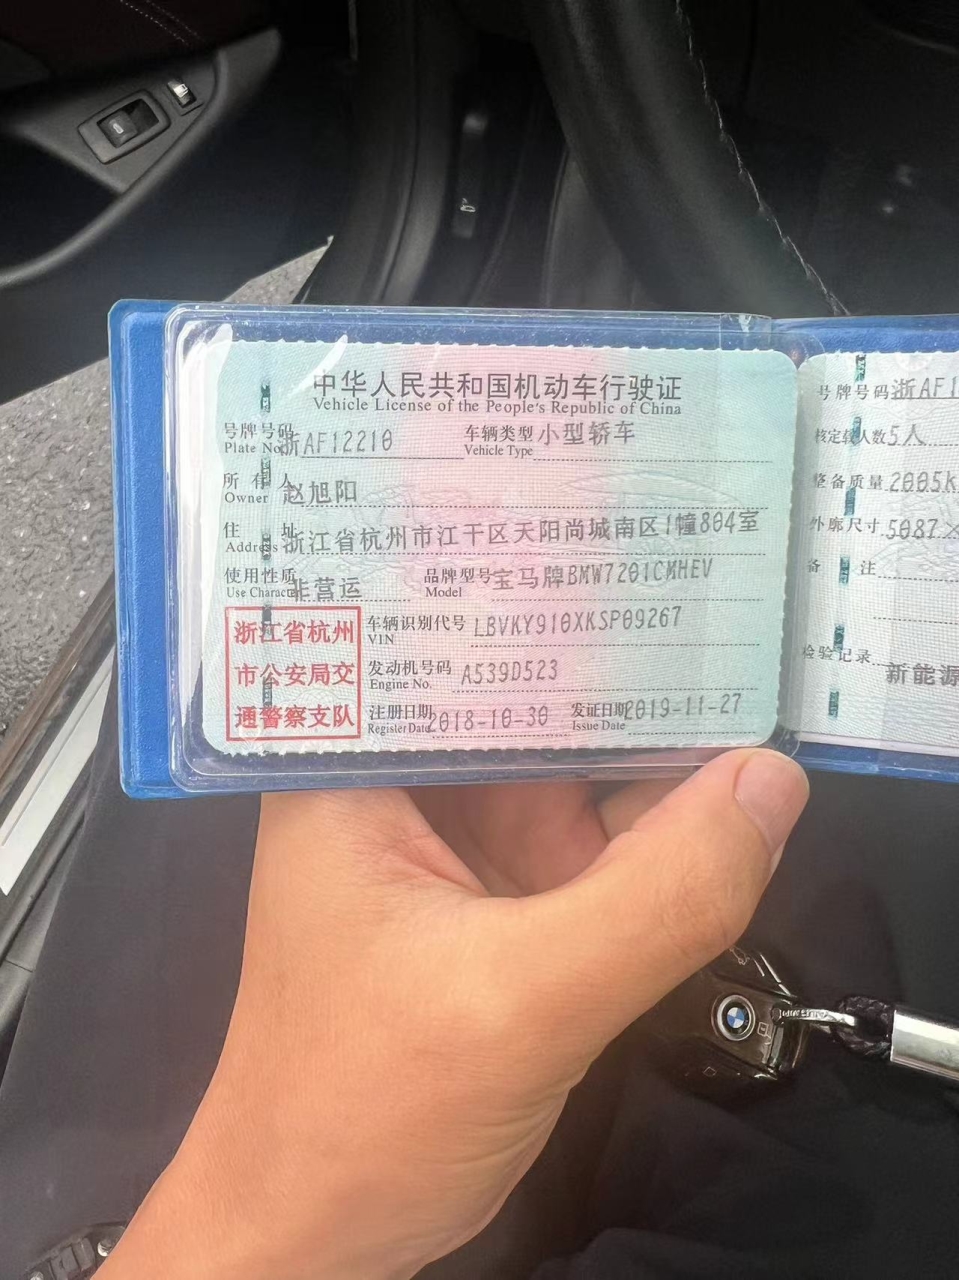 中华人民共和国机动车行驶证
Vehicle License of the People's Republic of China
号牌号码 浙AF12210 车辆类型 小型轿车
Plate No. Vehicle Type
所有人 赵旭阳
Owner
住址 浙江省杭州市江干区天阳尚城南区1幢804室
Address
使用性质 非营运 品牌型号 宝马牌BMW7201CMHEV
Use Character Model
浙江省杭州
市公安局交
通警察支队
车辆识别代号 LBVKY910XKSP09267
VIN
发动机号码 A539D523
Engine No.
注册日期 2018-10-30 发证日期 2019-11-27
Register Date Issue Date
号牌号码 浙AF1
核定载人数 5人
整备质量 2005k
外廓尺寸 5087×
备注
检验记录
新能源